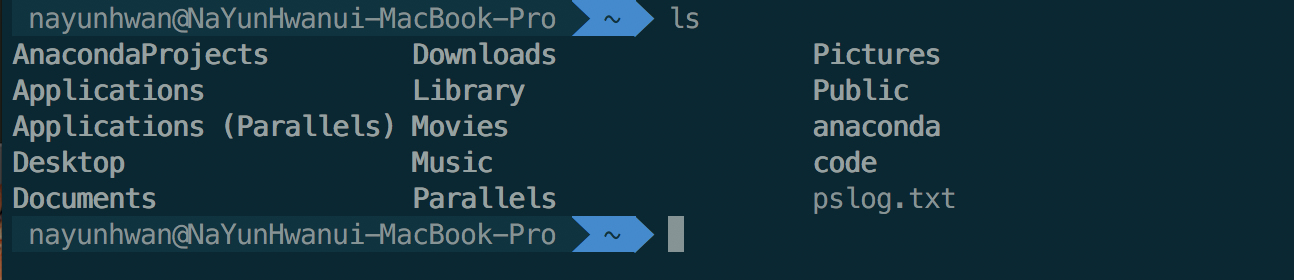 nayunhwan@NaYunHwanui-MacBook-Pro ~ ls
AnacondaProjects Downloads Pictures
Applications Library Public
Applications (Parallels) Movies anaconda
Desktop Music code
Documents Parallels pslog.txt
nayunhwan@NaYunHwanui-MacBook-Pro ~